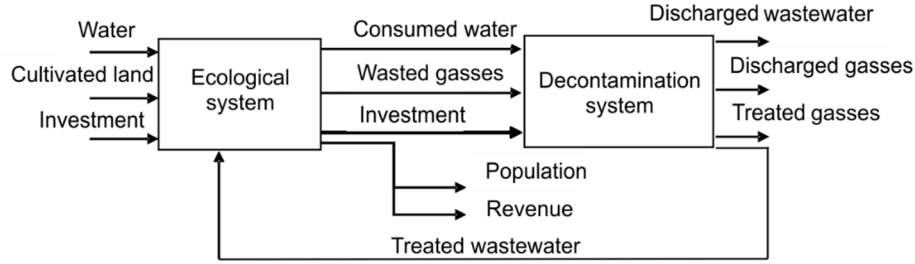 Water
Cultivated land
Investment
Ecological
system
Consumed water
Wasted gasses
Investment
Population
Revenue
Decontamination
system
Discharged wastewater
Discharged gasses
Treated gasses
Treated wastewater